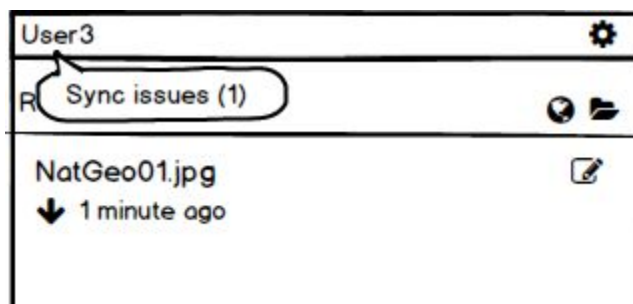 User3
Sync issues (1)
R
NatGeo01.jpg
1 minute ago